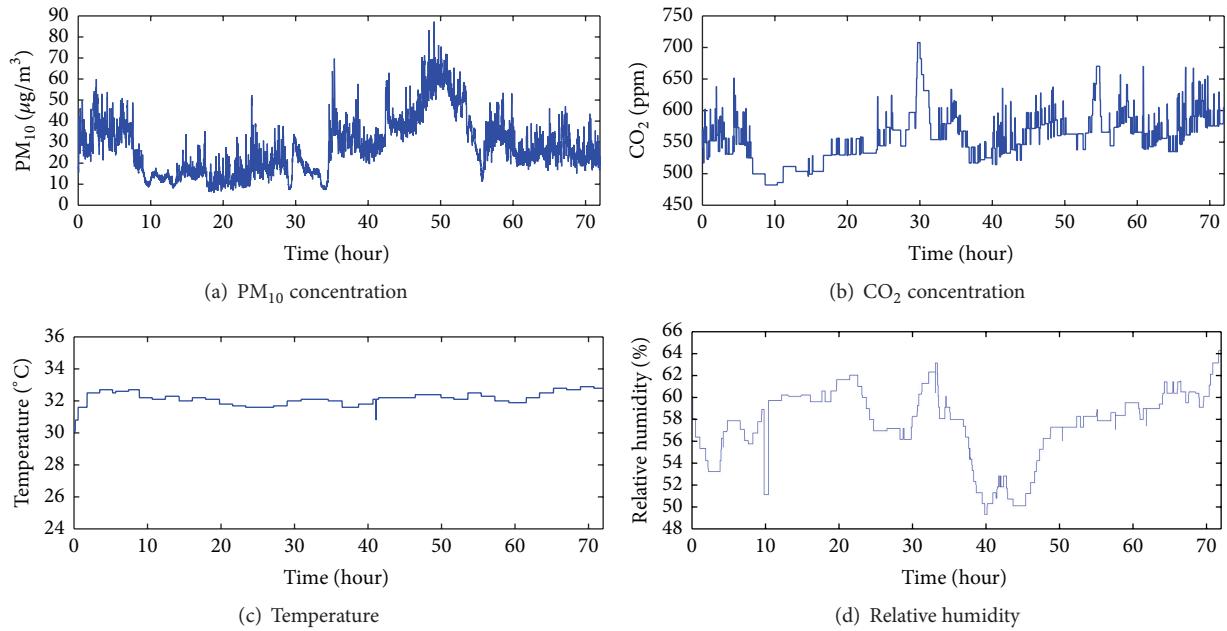 PM10 (μg/m3)
90
80
70
60
50
40
30
20
10
0
0 10 20 30 40 50 60 70
Time (hour)
(a) PM10 concentration
CO2 (ppm)
750
700
650
600
550
500
450
0 10 20 30 40 50 60 70
Time (hour)
(b) CO2 concentration
Temperature (°C)
36
34
32
30
28
26
24
0 10 20 30 40 50 60 70
Time (hour)
(c) Temperature
Relative humidity (%)
66
64
62
60
58
56
54
52
50
48
0 10 20 30 40 50 60 70
Time (hour)
(d) Relative humidity